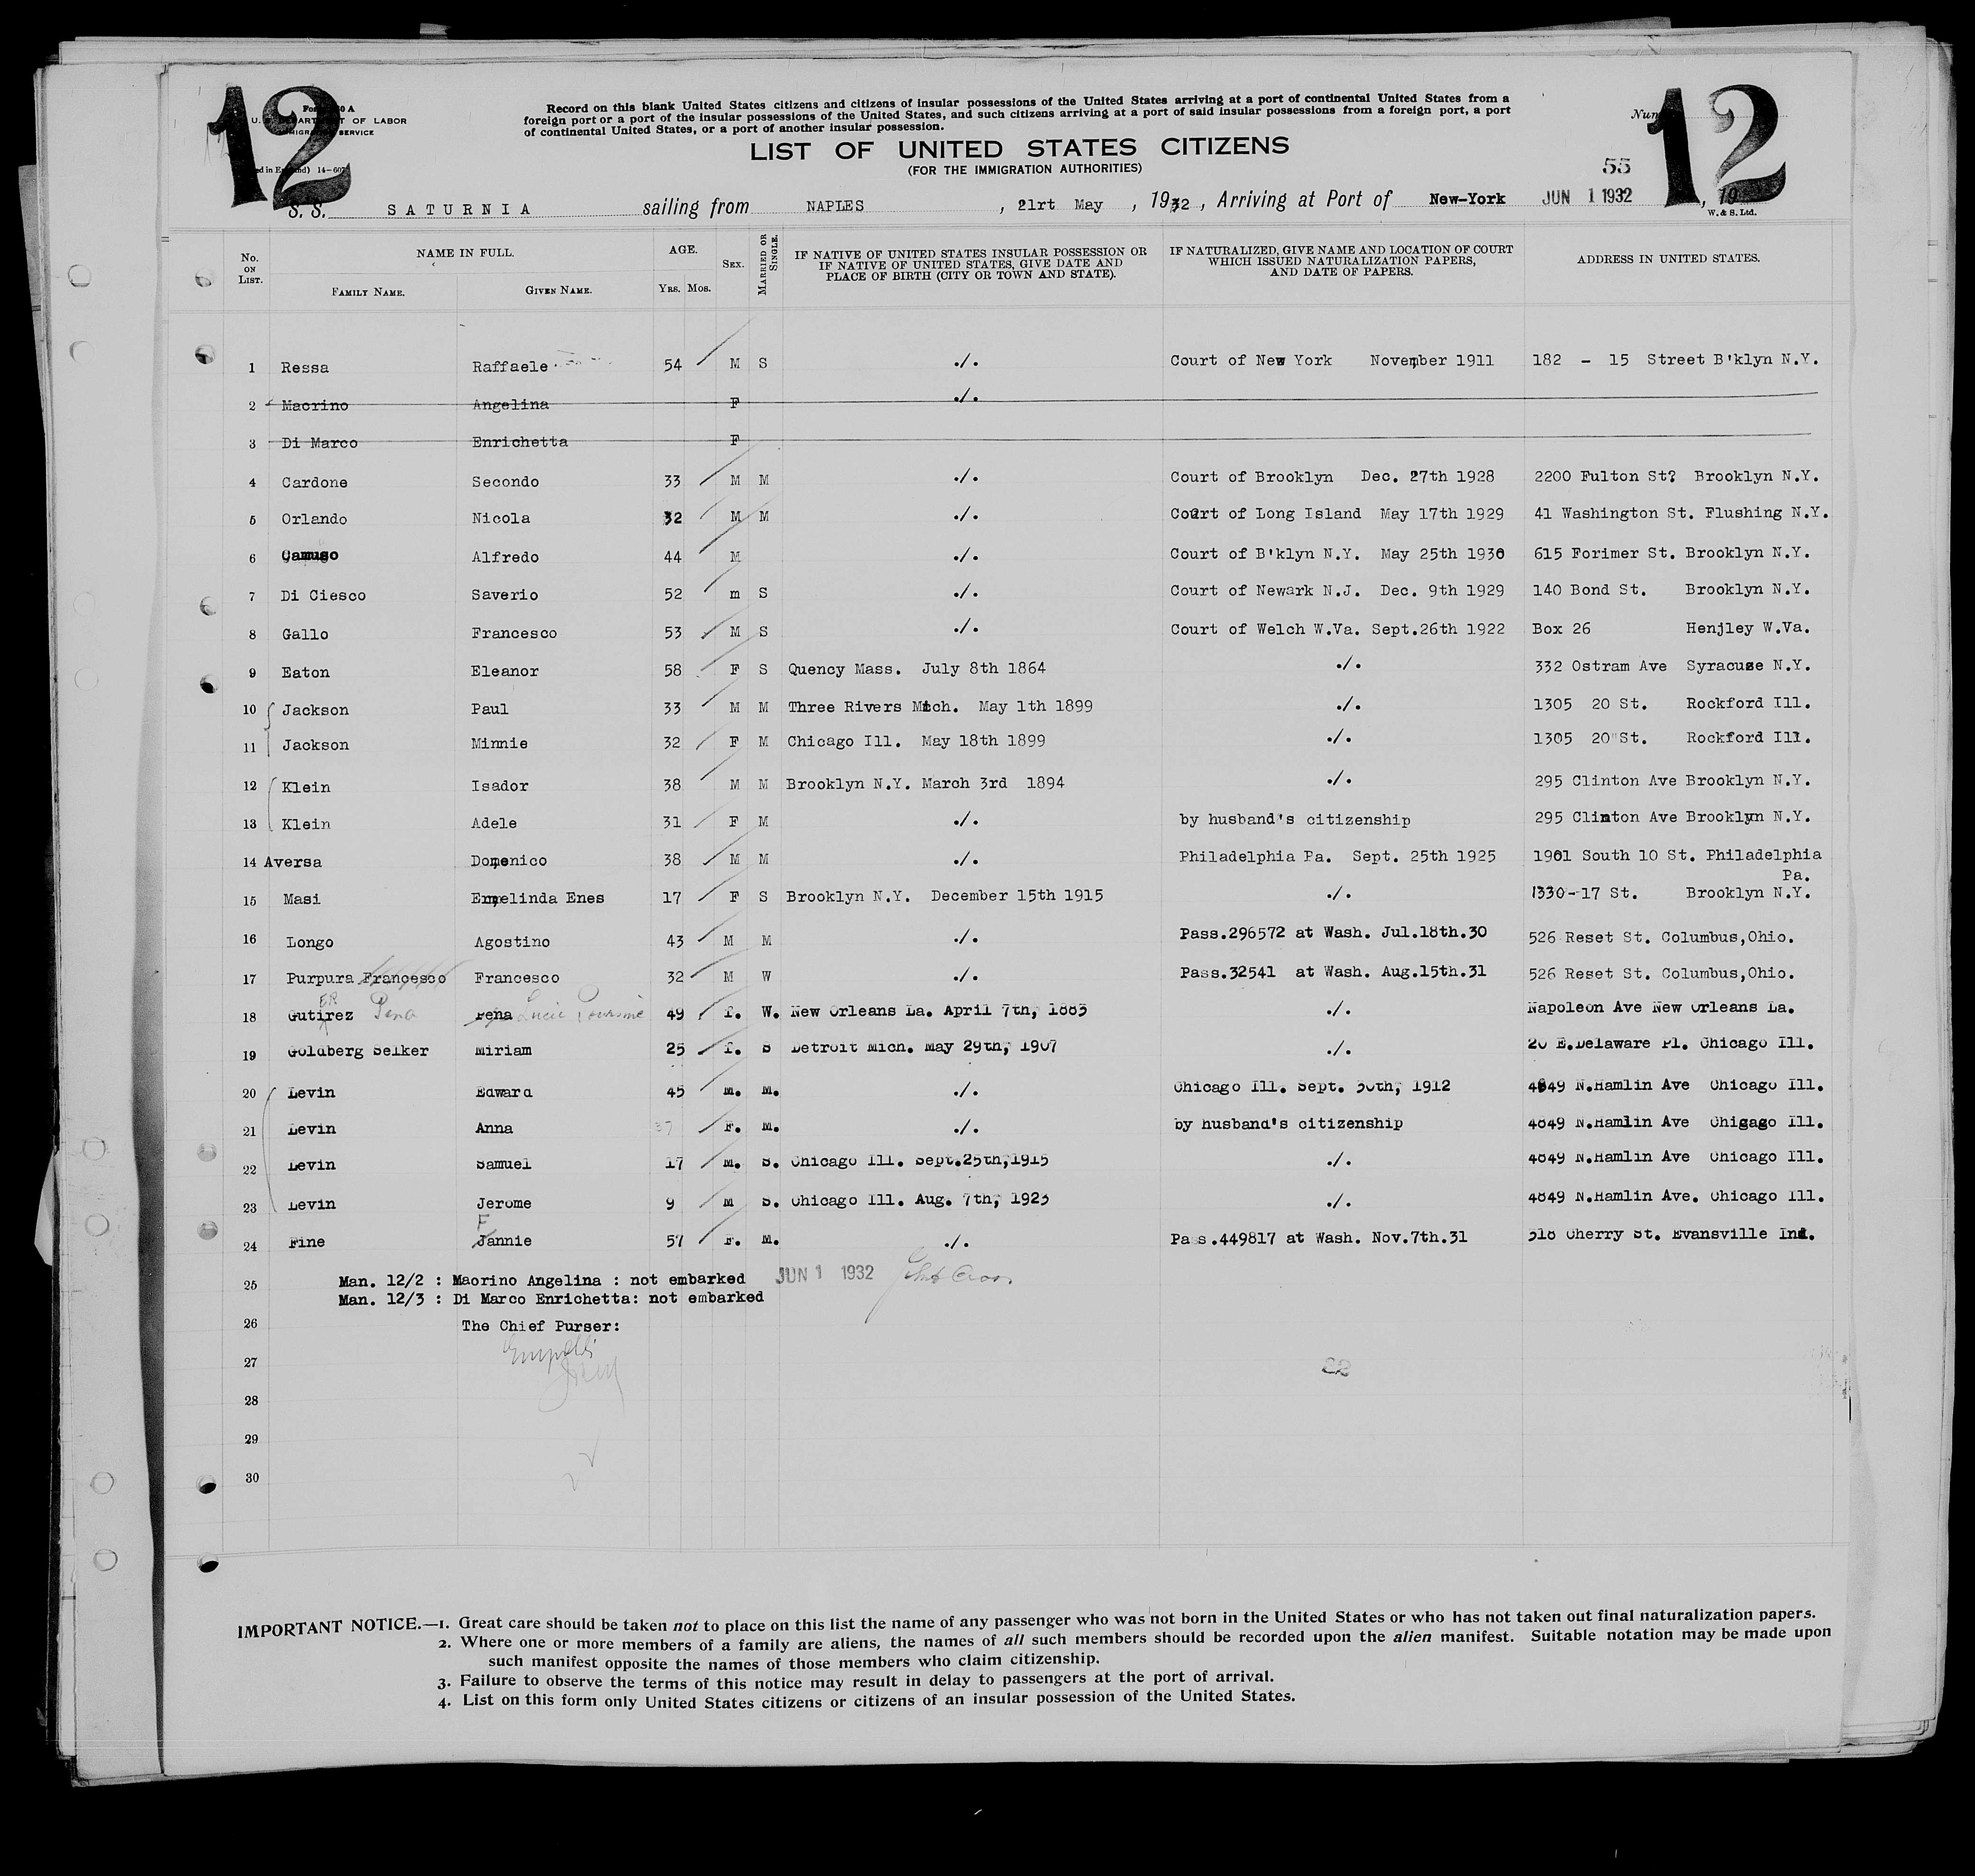 12
12
Form 630 A
U. S. DEPARTMENT OF LABOR
IMMIGRATION SERVICE
14-607
Record on this blank United States citizens and citizens of insular possessions of the United States arriving at a port of continental United States from a
foreign port or a port of the insular possessions of the United States, and such citizens arriving at a port of said insular possessions from a foreign port, a port
of continental United States, or a port of another insular possession.
LIST OF UNITED STATES CITIZENS
(FOR THE IMMIGRATION AUTHORITIES)
55
S. S. SATURNIA sailing from NAPLES , 21rt May , 1932 , Arriving at Port of New-York JUN 1 1932 , 19
W. & S. Ltd.
No. ON LIST. NAME IN FULL. FAMILY NAME. GIVEN NAME. AGE. YRS. MOS. SEX. MARRIED OR SINGLE. IF NATIVE OF UNITED STATES INSULAR POSSESSION OR IF NATIVE OF UNITED STATES, GIVE DATE AND PLACE OF BIRTH (CITY OR TOWN AND STATE). IF NATURALIZED, GIVE NAME AND LOCATION OF COURT WHICH ISSUED NATURALIZATION PAPERS, AND DATE OF PAPERS. ADDRESS IN UNITED STATES.
1 Ressa Raffaele 54 M S ./. Court of New York November 1911 182 - 15 Street B'klyn N.Y.
2 Macrino Angelina F ./.
3 Di Marco Enrichetta F
4 Cardone Secondo 33 M M ./. Court of Brooklyn Dec. 27th 1928 2200 Fulton St? Brooklyn N.Y.
5 Orlando Nicola 32 M M ./. Court of Long Island May 17th 1929 41 Washington St. Flushing N.Y.
6 Camuso Alfredo 44 M ./. Court of B'klyn N.Y. May 25th 1930 615 Forimer St. Brooklyn N.Y.
7 Di Ciesco Saverio 52 m S ./. Court of Newark N.J. Dec. 9th 1929 140 Bond St. Brooklyn N.Y.
8 Gallo Francesco 53 M S ./. Court of Welch W.Va. Sept.26th 1922 Box 26 Henjley W.Va.
9 Eaton Eleanor 58 F S Quency Mass. July 8th 1864 ./. 332 Ostram Ave Syracuse N.Y.
10 Jackson Paul 33 M M Three Rivers Mich. May 1th 1899 ./. 1305 20 St. Rockford Ill.
11 Jackson Minnie 32 F M Chicago Ill. May 18th 1899 ./. 1305 20"St. Rockford Ill.
12 Klein Isador 38 M M Brooklyn N.Y. March 3rd 1894 ./. 295 Clinton Ave Brooklyn N.Y.
13 Klein Adele 31 F M ./. by husband's citizenship 295 Clinton Ave Brooklyn N.Y.
14 Aversa Domenico 38 M M ./. Philadelphia Pa. Sept. 25th 1925 1901 South 10 St. Philadelphia
Pa.
15 Masi Ermelinda Enes 17 F S Brooklyn N.Y. December 15th 1915 ./. 1330-17 St. Brooklyn N.Y.
16 Longo Agostino 43 M M ./. Pass.296572 at Wash. Jul.18th.30 526 Reset St. Columbus,Ohio.
17 Purpura Francesco Francesco 32 M W ./. Pass.32541 at Wash. Aug.15th.31 526 Reset St. Columbus,Ohio.
ER
18 Gutirez Pena Pena Lucie 49 f. W. New Orleans La. April 7th, 1883 ./. Napoleon Ave New Orleans La.
19 Goldberg Selker Miriam 25 f. S Detroit Mich. May 29th, 1907 ./. 20 E.Delaware Pl. Chicago Ill.
20 Levin Edward 45 M. M. ./. Chicago Ill. Sept. 30th, 1912 4849 N.Hamlin Ave Chicago Ill.
21 Levin Anna 37 F. M. ./. by husband's citizenship 4849 N.Hamlin Ave Chigago Ill.
22 Levin Samuel 17 M. S. Chicago Ill. Sept.25th,1915 ./. 4849 N.Hamlin Ave Chicago Ill.
23 Levin Jerome 9 M S. Chicago Ill. Aug. 7th, 1923 ./. 4849 N.Hamlin Ave. Chicago Ill.
F
24 Fine Jannie 57 F. M. ./. Pass.449817 at Wash. Nov.7th.31 318 Cherry St. Evansville Ind.
25 Man. 12/2 : Maorino Angelina : not embarked JUN 1 1932
Man. 12/3 : Di Marco Enrichetta: not embarked
26 The Chief Purser:
27
28
29
30
IMPORTANT NOTICE.—1. Great care should be taken not to place on this list the name of any passenger who was not born in the United States or who has not taken out final naturalization papers.
2. Where one or more members of a family are aliens, the names of all such members should be recorded upon the alien manifest. Suitable notation may be made upon
such manifest opposite the names of those members who claim citizenship.
3. Failure to observe the terms of this notice may result in delay to passengers at the port of arrival.
4. List on this form only United States citizens or citizens of an insular possession of the United States.